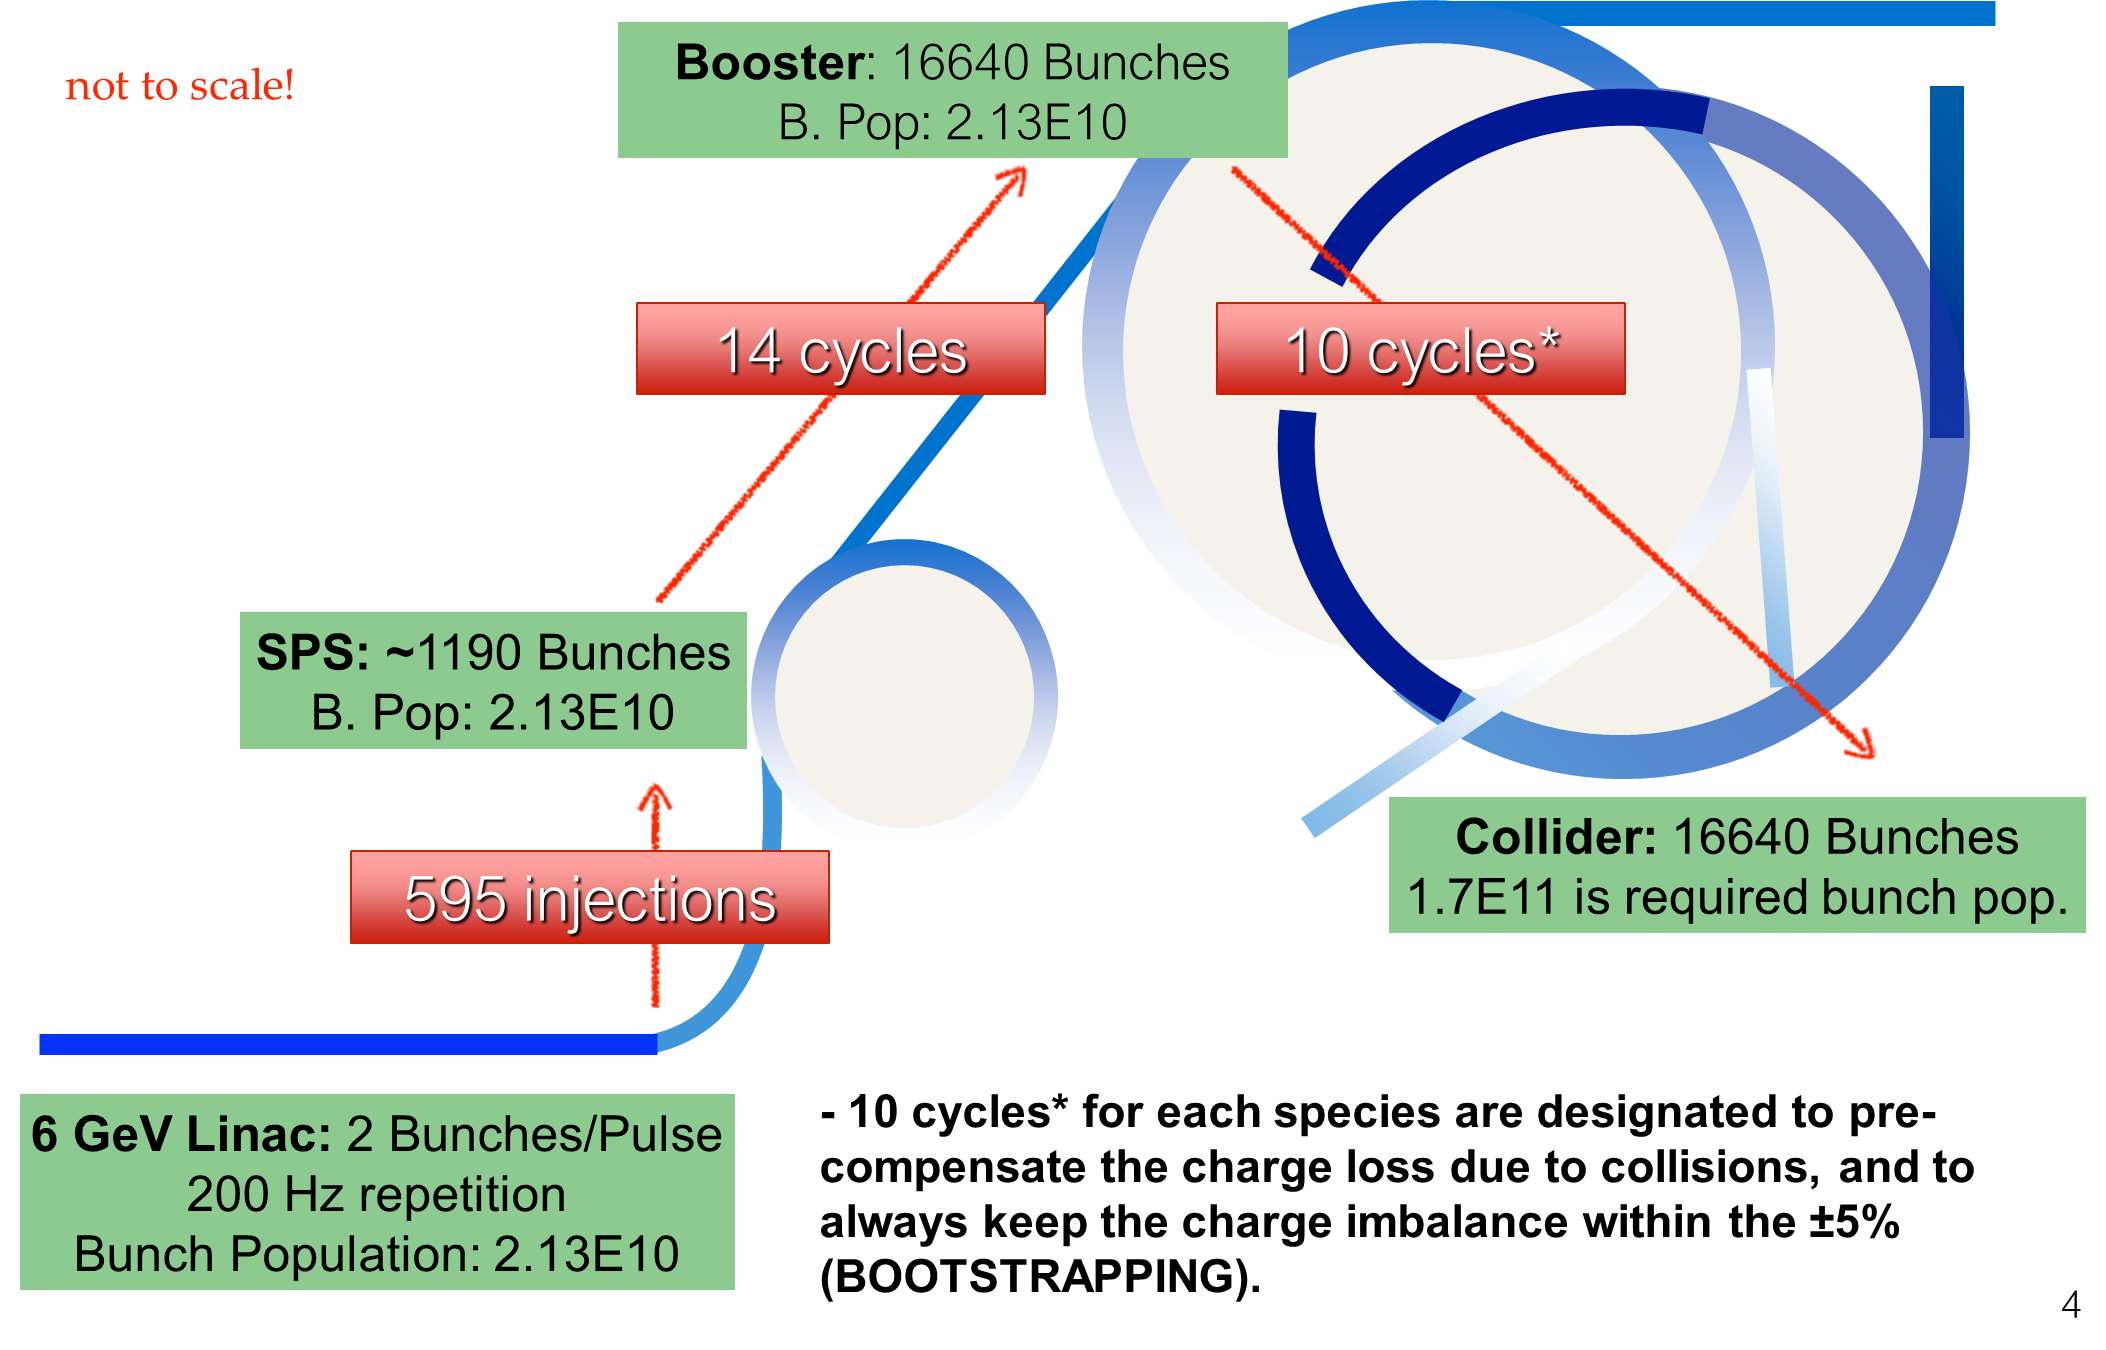 not to scale!
Booster: 16640 Bunches
B. Pop: 2.13E10
14 cycles
10 cycles*
SPS: ~1190 Bunches
B. Pop: 2.13E10
595 injections
Collider: 16640 Bunches
1.7E11 is required bunch pop.
6 GeV Linac: 2 Bunches/Pulse
200 Hz repetition
Bunch Population: 2.13E10
- 10 cycles* for each species are designated to pre-
compensate the charge loss due to collisions, and to
always keep the charge imbalance within the ±5%
(BOOTSTRAPPING).
4